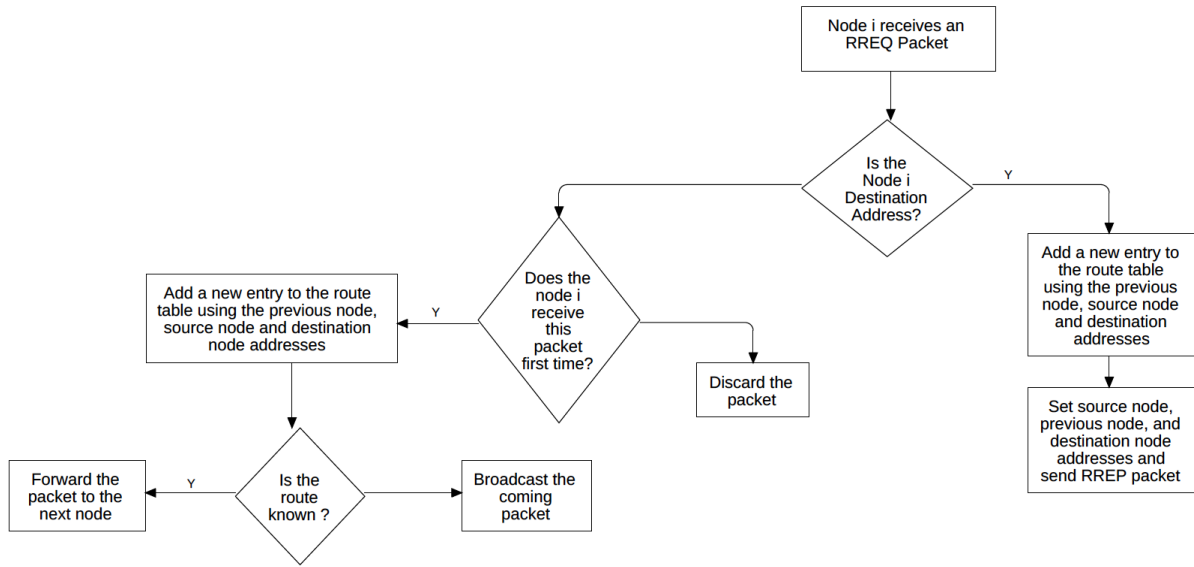 Node i receives an
RREQ Packet
Is the
Node i
Destination
Address?
Y
Does the
node i
receive
this
packet
first time?
Y
Add a new entry to the route
table using the previous node,
source node and destination
node addresses
Add a new entry to
the route table
using the previous
node, source node
and destination
addresses
Discard the
packet
Set source node,
previous node, and
destination node
addresses and
send RREP packet
Is the
route
known ?
Y
Forward the
packet to the
next node
Broadcast the
coming
packet